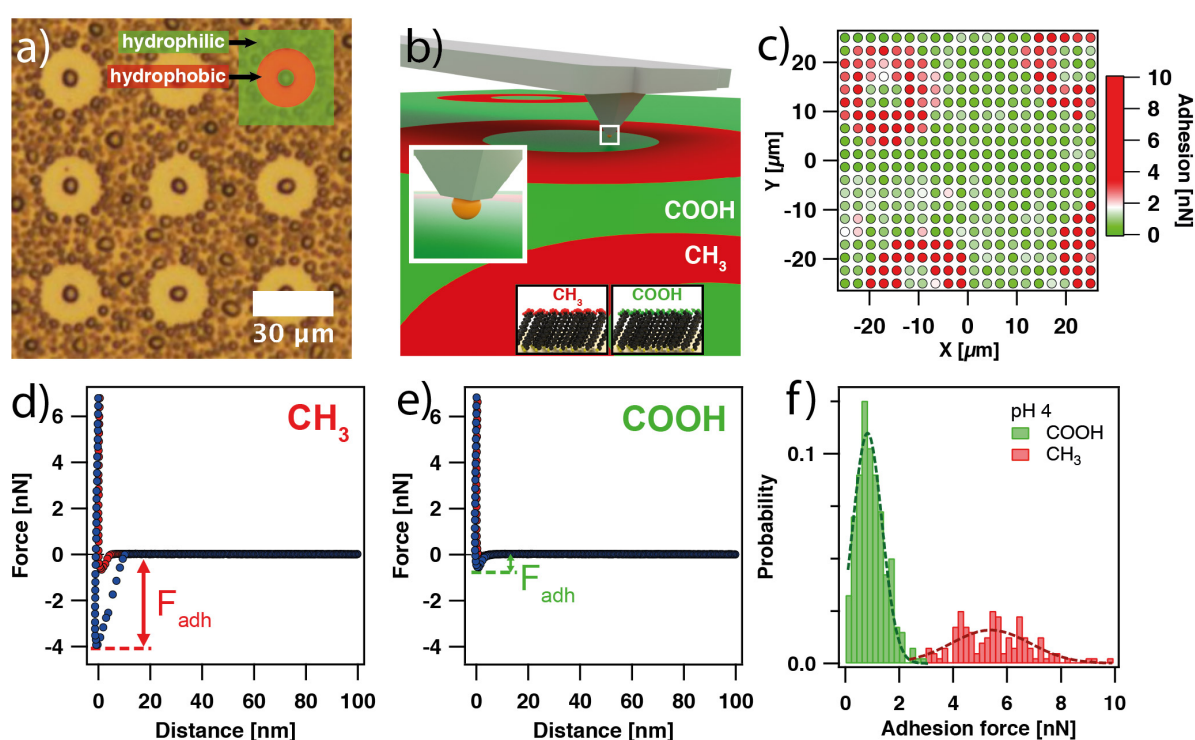 a)
hydrophilic
hydrophobic
30 µm
b)
COOH
CH3
CH3
COOH
c)
20
10
0
-10
-20
Y [µm]
-20
-10
0
10
20
X [µm]
10
8
6
4
2
0
Adhesion [nN]
d)
CH3
6
4
2
0
-2
-4
Force [nN]
Fadh
0
20
40
60
80
100
Distance [nm]
e)
COOH
6
4
2
0
-2
-4
Force [nN]
Fadh
0
20
40
60
80
100
Distance [nm]
f)
pH 4
COOH
CH3
0.1
0.0
Probability
0
2
4
6
8
10
Adhesion force [nN]